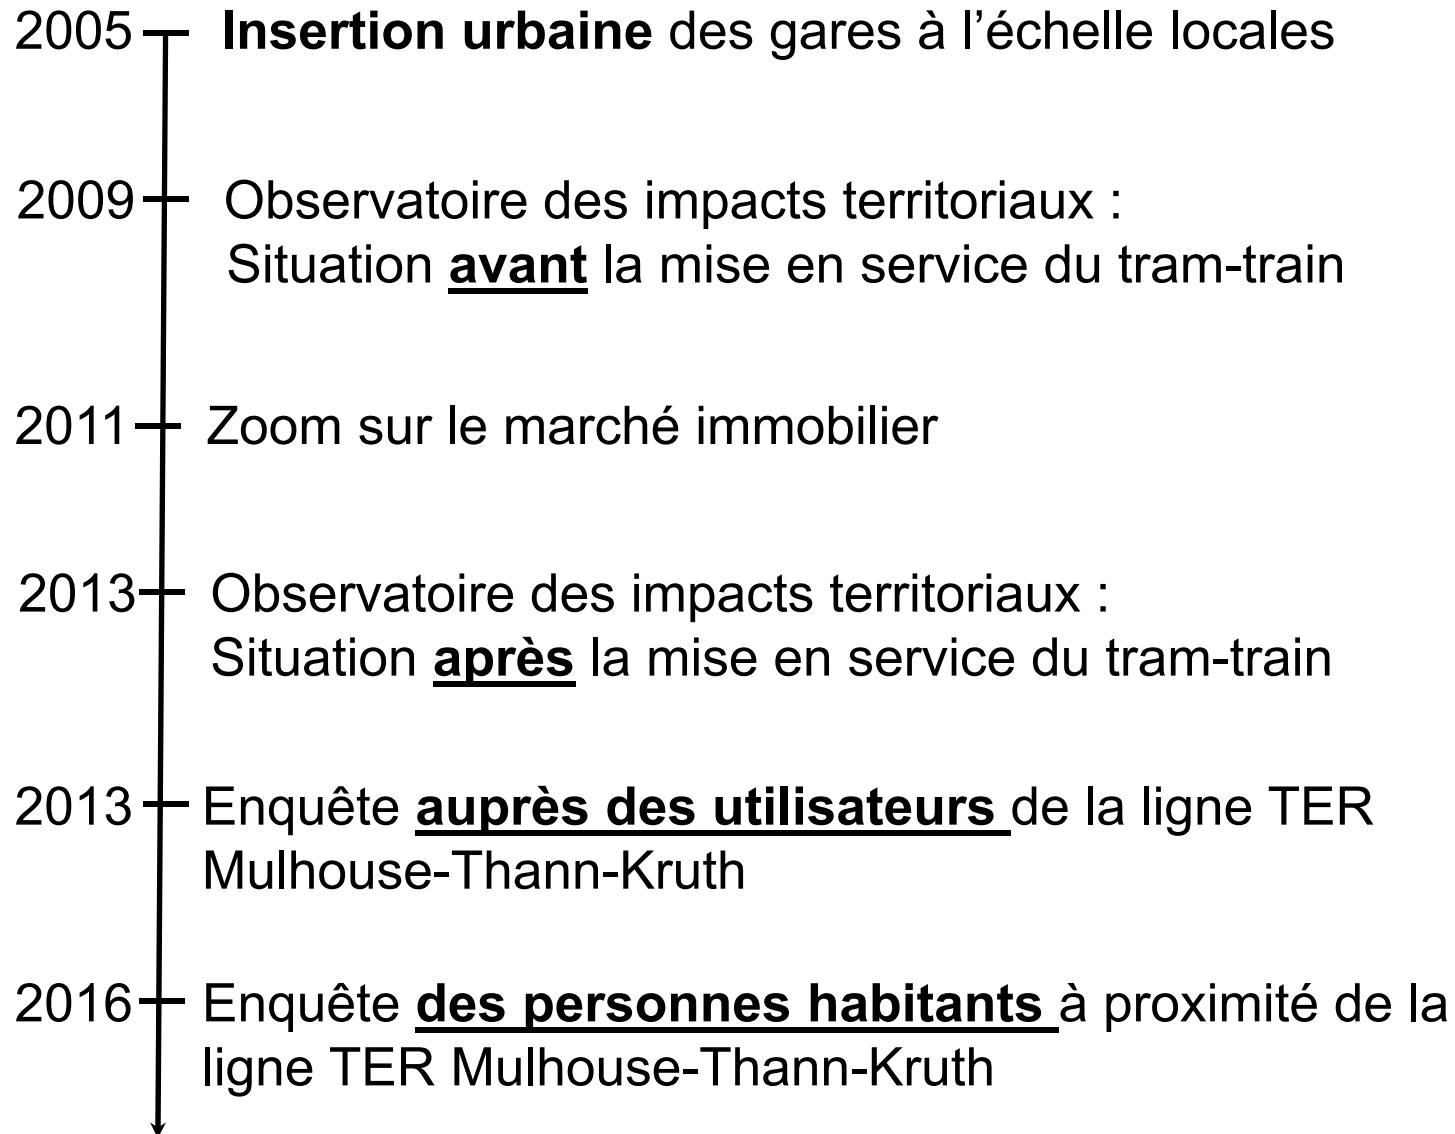 2005 Insertion urbaine des gares à l’échelle locales
2009 Observatoire des impacts territoriaux :
Situation avant la mise en service du tram-train
2011 Zoom sur le marché immobilier
2013 Observatoire des impacts territoriaux :
Situation après la mise en service du tram-train
2013 Enquête auprès des utilisateurs de la ligne TER
Mulhouse-Thann-Kruth
2016 Enquête des personnes habitants à proximité de la
ligne TER Mulhouse-Thann-Kruth